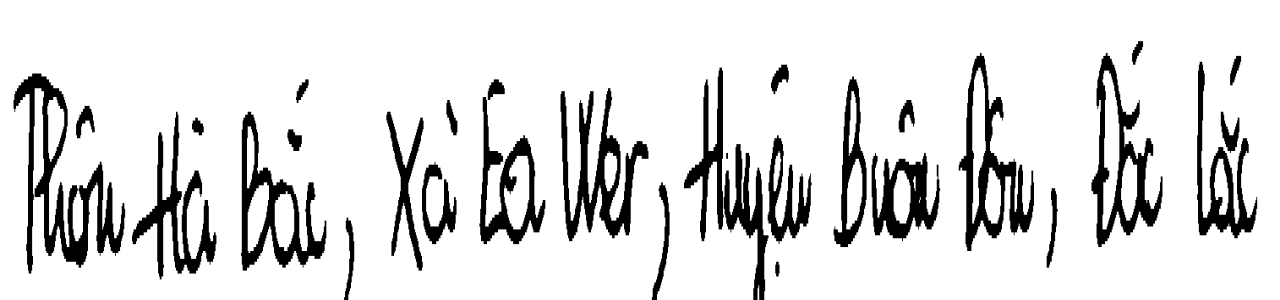 Thôn Hà Bắc, Xã Ea Wer, Huyện Buôn Đôn, Đắc Lắc